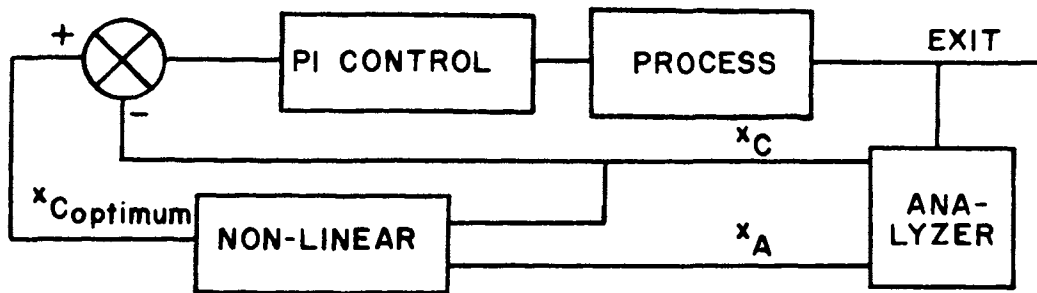 +
PI CONTROL
PROCESS
EXIT
-
xC
xCoptimum
NON-LINEAR
xA
ANA-
LYZER